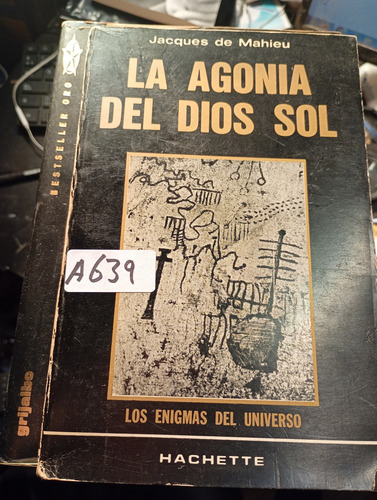 Jacques de Mahieu
LA AGONIA
DEL DIOS SOL
A639
LOS ENIGMAS DEL UNIVERSO
HACHETTE
BESTSELLER ORO
grijalbo